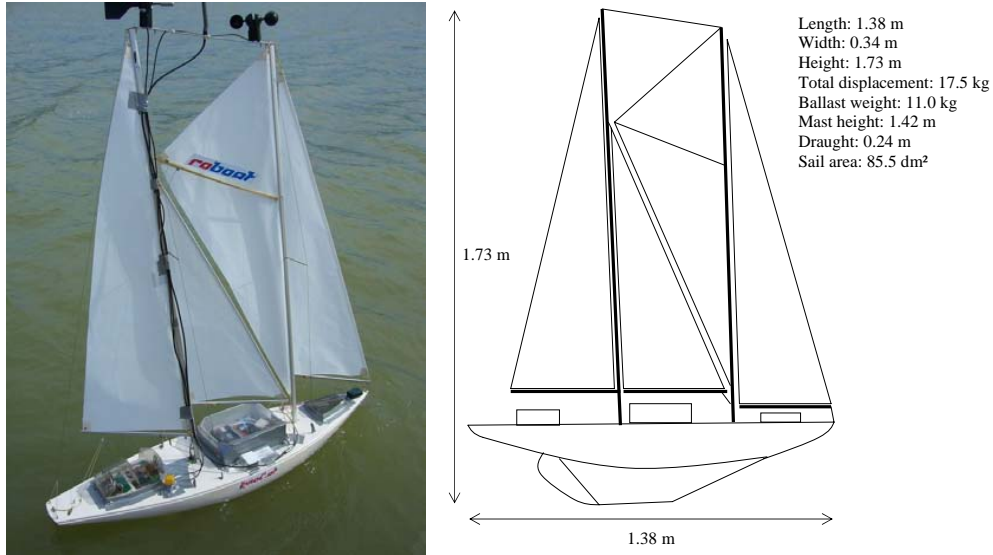 roboat
Length: 1.38 m
Width: 0.34 m
Height: 1.73 m
Total displacement: 17.5 kg
Ballast weight: 11.0 kg
Mast height: 1.42 m
Draught: 0.24 m
Sail area: 85.5 dm²
1.73 m
1.38 m